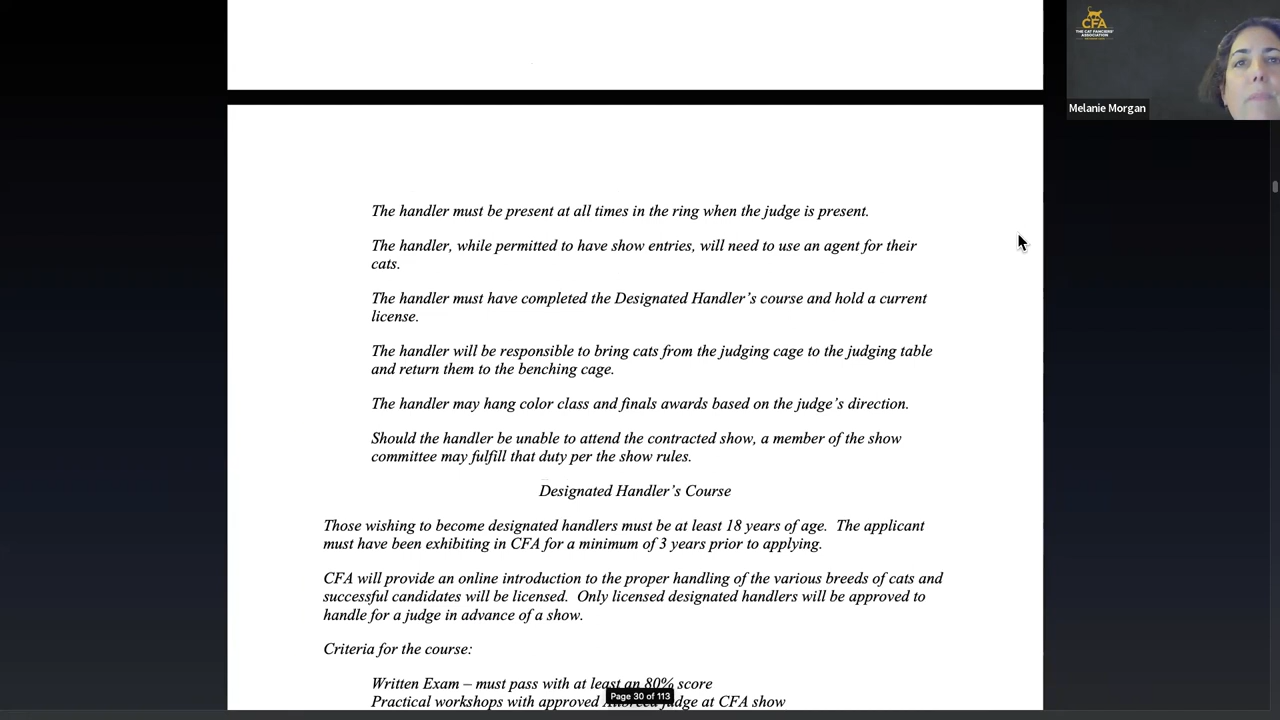 CFA
THE CAT FANCIERS'
ASSOCIATION
Melanie Morgan
The handler must be present at all times in the ring when the judge is present.
The handler, while permitted to have show entries, will need to use an agent for their
cats.
The handler must have completed the Designated Handler's course and hold a current
license.
The handler will be responsible to bring cats from the judging cage to the judging table
and return them to the benching cage.
The handler may hang color class and finals awards based on the judge's direction.
Should the handler be unable to attend the contracted show, a member of the show
committee may fulfill that duty per the show rules.
Designated Handler's Course
Those wishing to become designated handlers must be at least 18 years of age. The applicant
must have been exhibiting in CFA for a minimum of 3 years prior to applying.
CFA will provide an online introduction to the proper handling of the various breeds of cats and
successful candidates will be licensed. Only licensed designated handlers will be approved to
handle for a judge in advance of a show.
Criteria for the course:
Written Exam – must pass with at least an 80% score
Page 30 of 113
Practical workshops with approved judge at CFA show